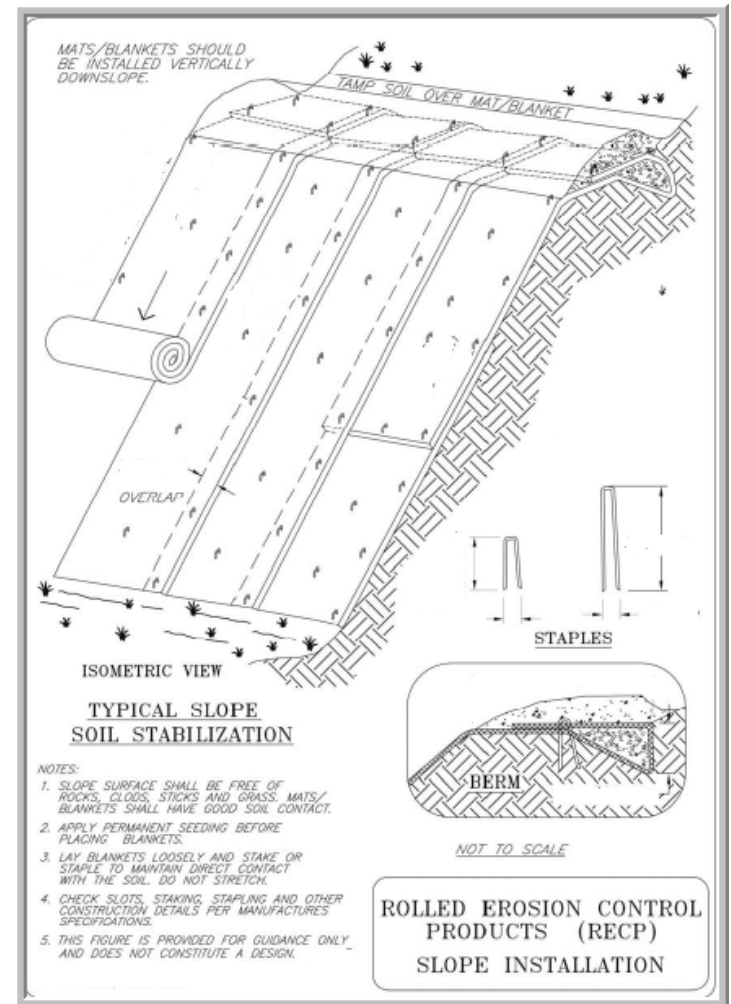 MATS/BLANKETS SHOULD
BE INSTALLED VERTICALLY
DOWNSLOPE.
TAMP SOIL OVER MAT/BLANKET
OVERLAP
STAPLES
ISOMETRIC VIEW
TYPICAL SLOPE
SOIL STABILIZATION
BERM
NOTES:
1. SLOPE SURFACE SHALL BE FREE OF
ROCKS, CLODS, STICKS AND GRASS. MATS/
BLANKETS SHALL HAVE GOOD SOIL CONTACT.
2. APPLY PERMANENT SEEDING BEFORE
PLACING BLANKETS.
3. LAY BLANKETS LOOSELY AND STAKE OR
STAPLE TO MAINTAIN DIRECT CONTACT
WITH THE SOIL. DO NOT STRETCH.
4. CHECK SLOTS, STAKING, STAPLING AND OTHER
CONSTRUCTION DETAILS PER MANUFACTURES
SPECIFICATIONS.
5. THIS FIGURE IS PROVIDED FOR GUIDANCE ONLY
AND DOES NOT CONSTITUTE A DESIGN.
NOT TO SCALE
ROLLED EROSION CONTROL
PRODUCTS (RECP)
SLOPE INSTALLATION